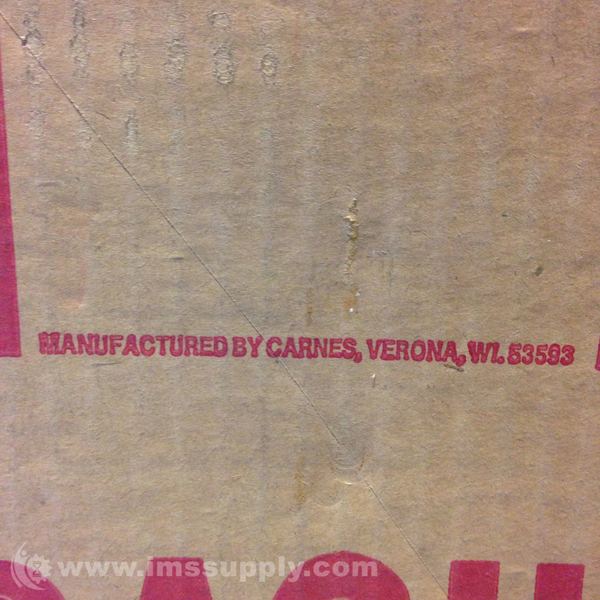 MANUFACTURED BY CARNES, VERONA, WI. 53593
www.imssupply.com